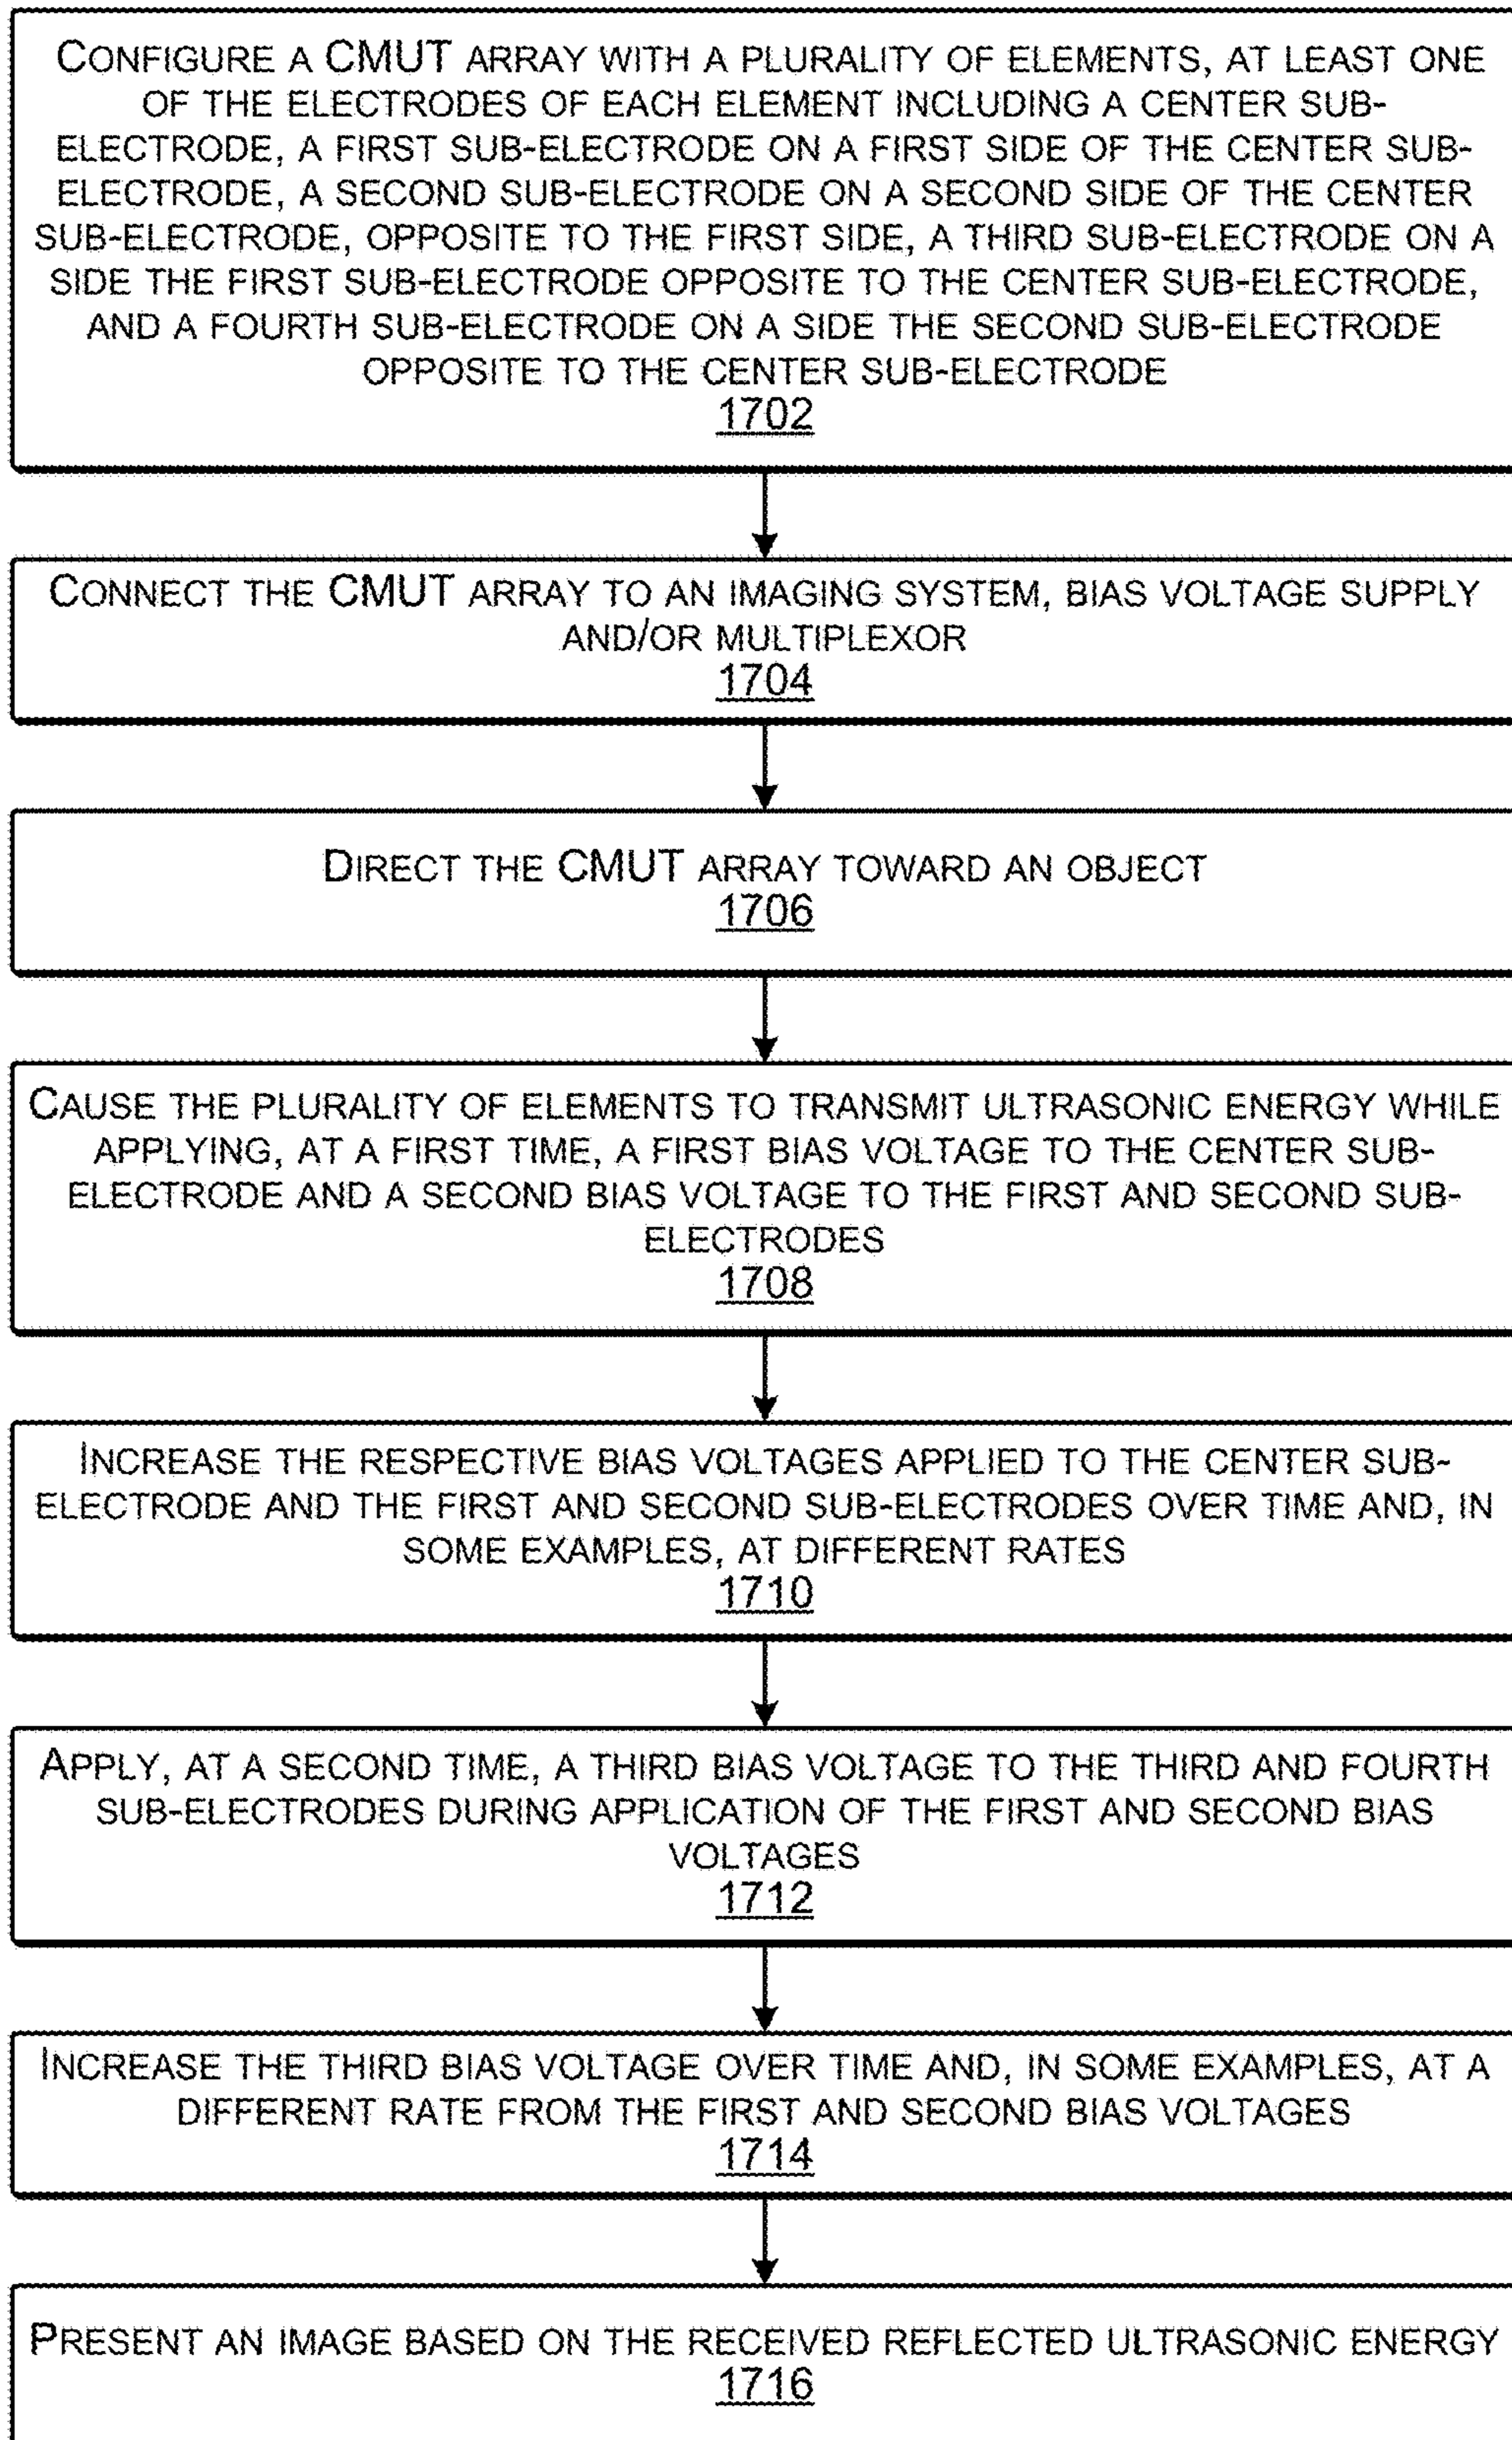 CONFIGURE A CMUT ARRAY WITH A PLURALITY OF ELEMENTS, AT LEAST ONE
OF THE ELECTRODES OF EACH ELEMENT INCLUDING A CENTER SUB-
ELECTRODE, A FIRST SUB-ELECTRODE ON A FIRST SIDE OF THE CENTER SUB-
ELECTRODE, A SECOND SUB-ELECTRODE ON A SECOND SIDE OF THE CENTER
SUB-ELECTRODE, OPPOSITE TO THE FIRST SIDE, A THIRD SUB-ELECTRODE ON A
SIDE THE FIRST SUB-ELECTRODE OPPOSITE TO THE CENTER SUB-ELECTRODE,
AND A FOURTH SUB-ELECTRODE ON A SIDE THE SECOND SUB-ELECTRODE
OPPOSITE TO THE CENTER SUB-ELECTRODE
1702
CONNECT THE CMUT ARRAY TO AN IMAGING SYSTEM, BIAS VOLTAGE SUPPLY
AND/OR MULTIPLEXOR
1704
DIRECT THE CMUT ARRAY TOWARD AN OBJECT
1706
CAUSE THE PLURALITY OF ELEMENTS TO TRANSMIT ULTRASONIC ENERGY WHILE
APPLYING, AT A FIRST TIME, A FIRST BIAS VOLTAGE TO THE CENTER SUB-
ELECTRODE AND A SECOND BIAS VOLTAGE TO THE FIRST AND SECOND SUB-
ELECTRODES
1708
INCREASE THE RESPECTIVE BIAS VOLTAGES APPLIED TO THE CENTER SUB-
ELECTRODE AND THE FIRST AND SECOND SUB-ELECTRODES OVER TIME AND, IN
SOME EXAMPLES, AT DIFFERENT RATES
1710
APPLY, AT A SECOND TIME, A THIRD BIAS VOLTAGE TO THE THIRD AND FOURTH
SUB-ELECTRODES DURING APPLICATION OF THE FIRST AND SECOND BIAS
VOLTAGES
1712
INCREASE THE THIRD BIAS VOLTAGE OVER TIME AND, IN SOME EXAMPLES, AT A
DIFFERENT RATE FROM THE FIRST AND SECOND BIAS VOLTAGES
1714
PRESENT AN IMAGE BASED ON THE RECEIVED REFLECTED ULTRASONIC ENERGY
1716